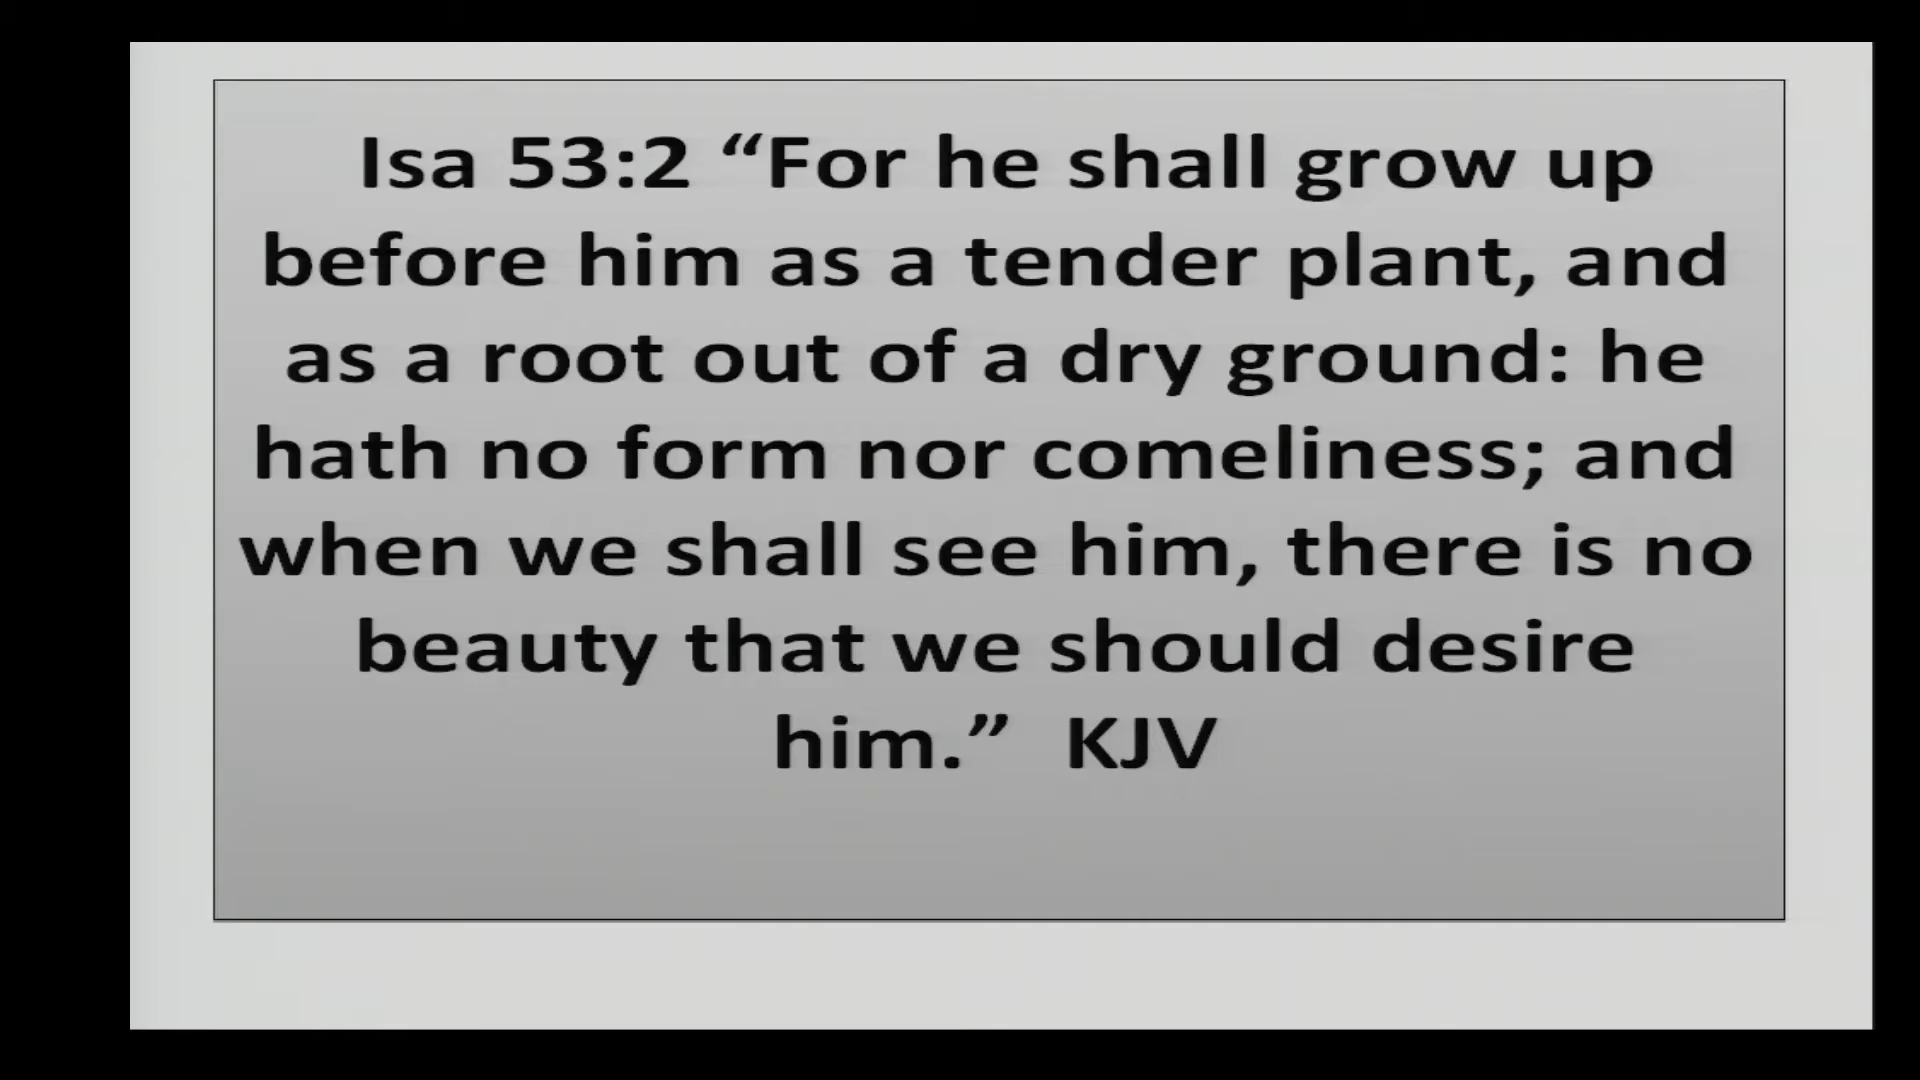 Isa 53:2 “For he shall grow up
before him as a tender plant, and
as a root out of a dry ground: he
hath no form nor comeliness; and
when we shall see him, there is no
beauty that we should desire
him.”  KJV